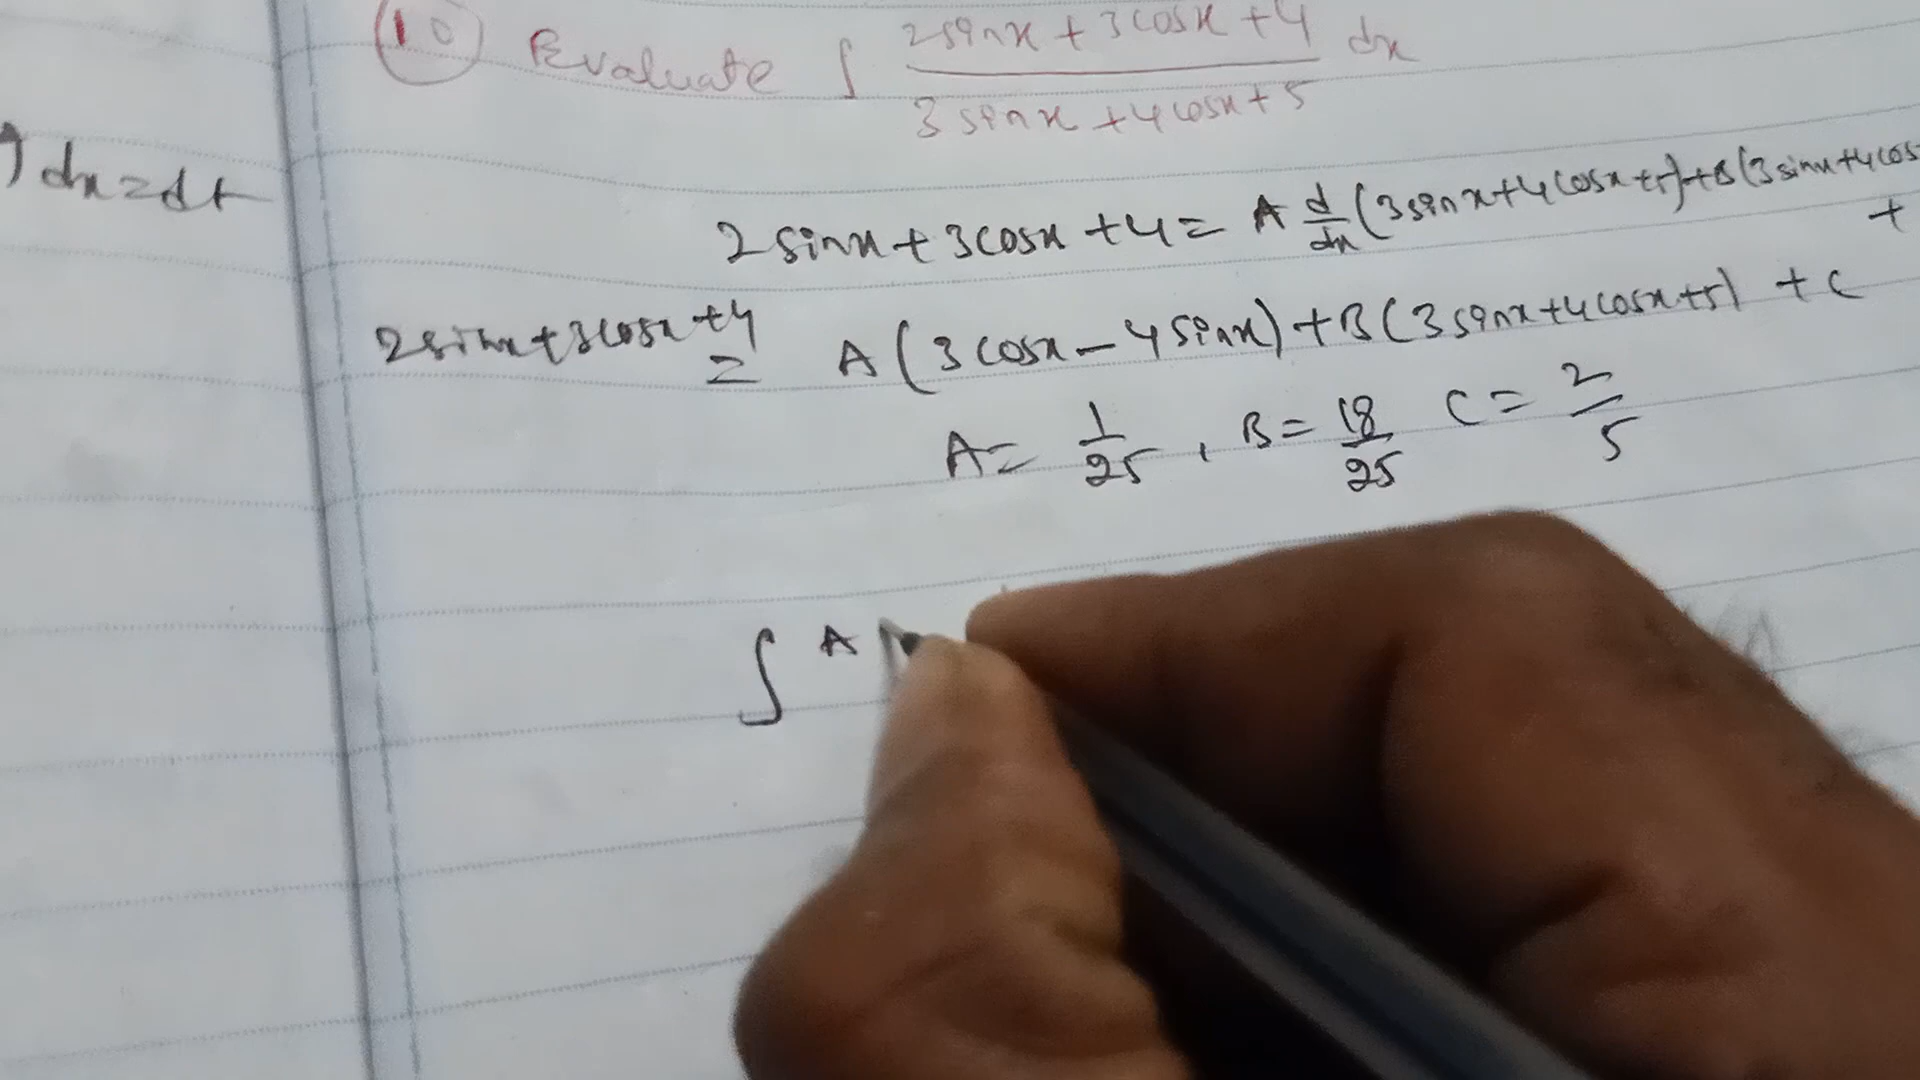 10 Evaluate ∫ (2sinx + 3cosx + 4)/(3sinx + 4cosx + 5) dx
dx = dt
2sinx + 3cosx + 4 = A d/dx (3sinx + 4cosx + 5) + B(3sinx + 4cos
+
2sinx + 3cosx + 4 = A(3cosx - 4sinx) + B(3sinx + 4cosx + 5) + C
A = 1/25, B = 18/25 C = 2/5
∫ A